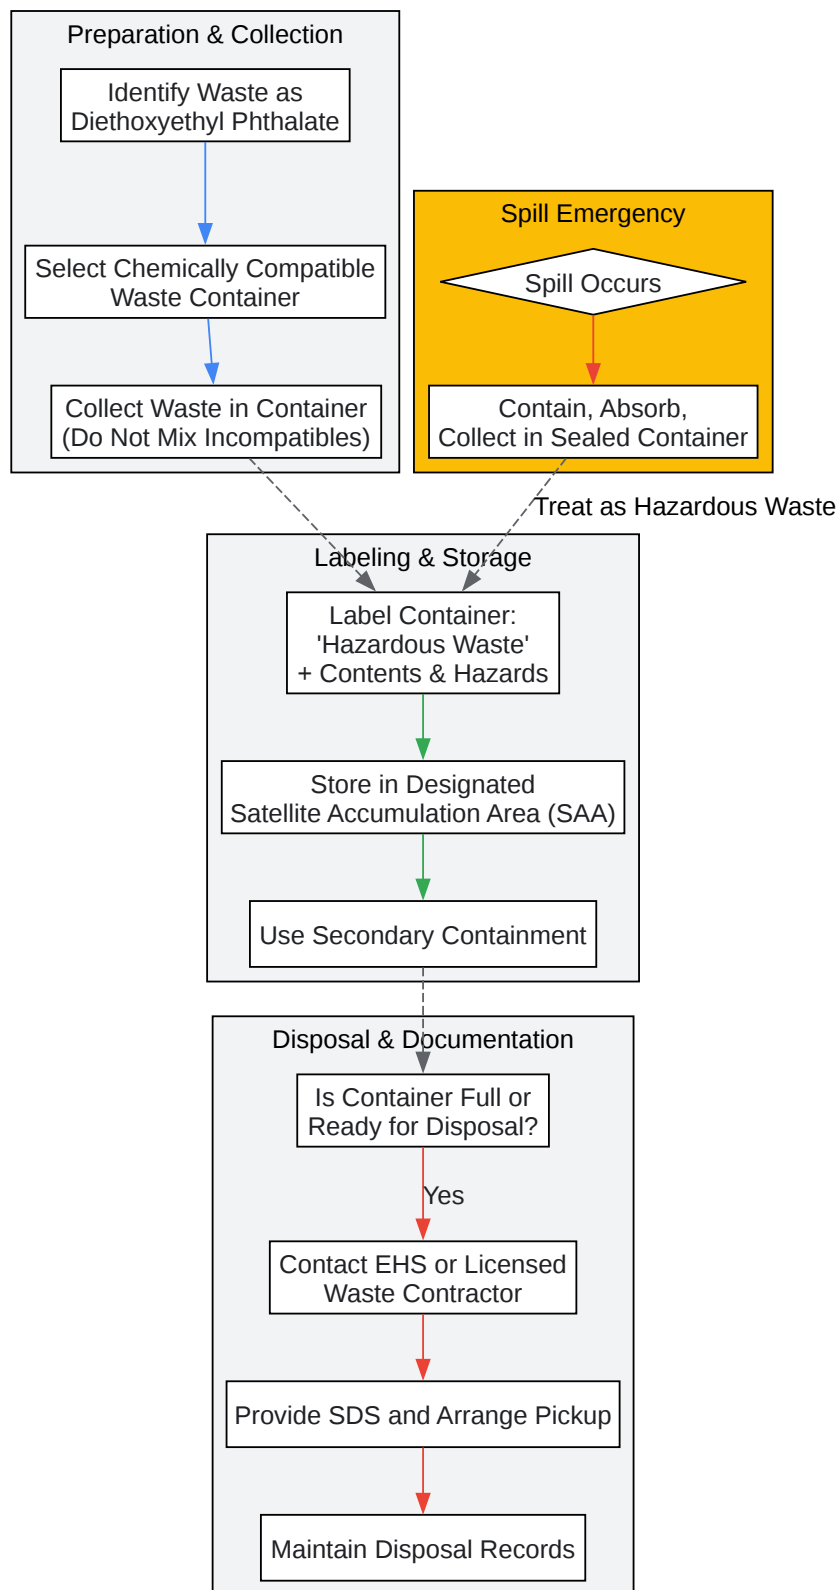 Preparation & Collection
Identify Waste as
Diethoxyethyl Phthalate
Select Chemically Compatible
Waste Container
Collect Waste in Container
(Do Not Mix Incompatibles)
Spill Emergency
Spill Occurs
Contain, Absorb,
Collect in Sealed Container
Treat as Hazardous Waste
Labeling & Storage
Label Container:
'Hazardous Waste'
+ Contents & Hazards
Store in Designated
Satellite Accumulation Area (SAA)
Use Secondary Containment
Disposal & Documentation
Is Container Full or
Ready for Disposal?
Yes
Contact EHS or Licensed
Waste Contractor
Provide SDS and Arrange Pickup
Maintain Disposal Records